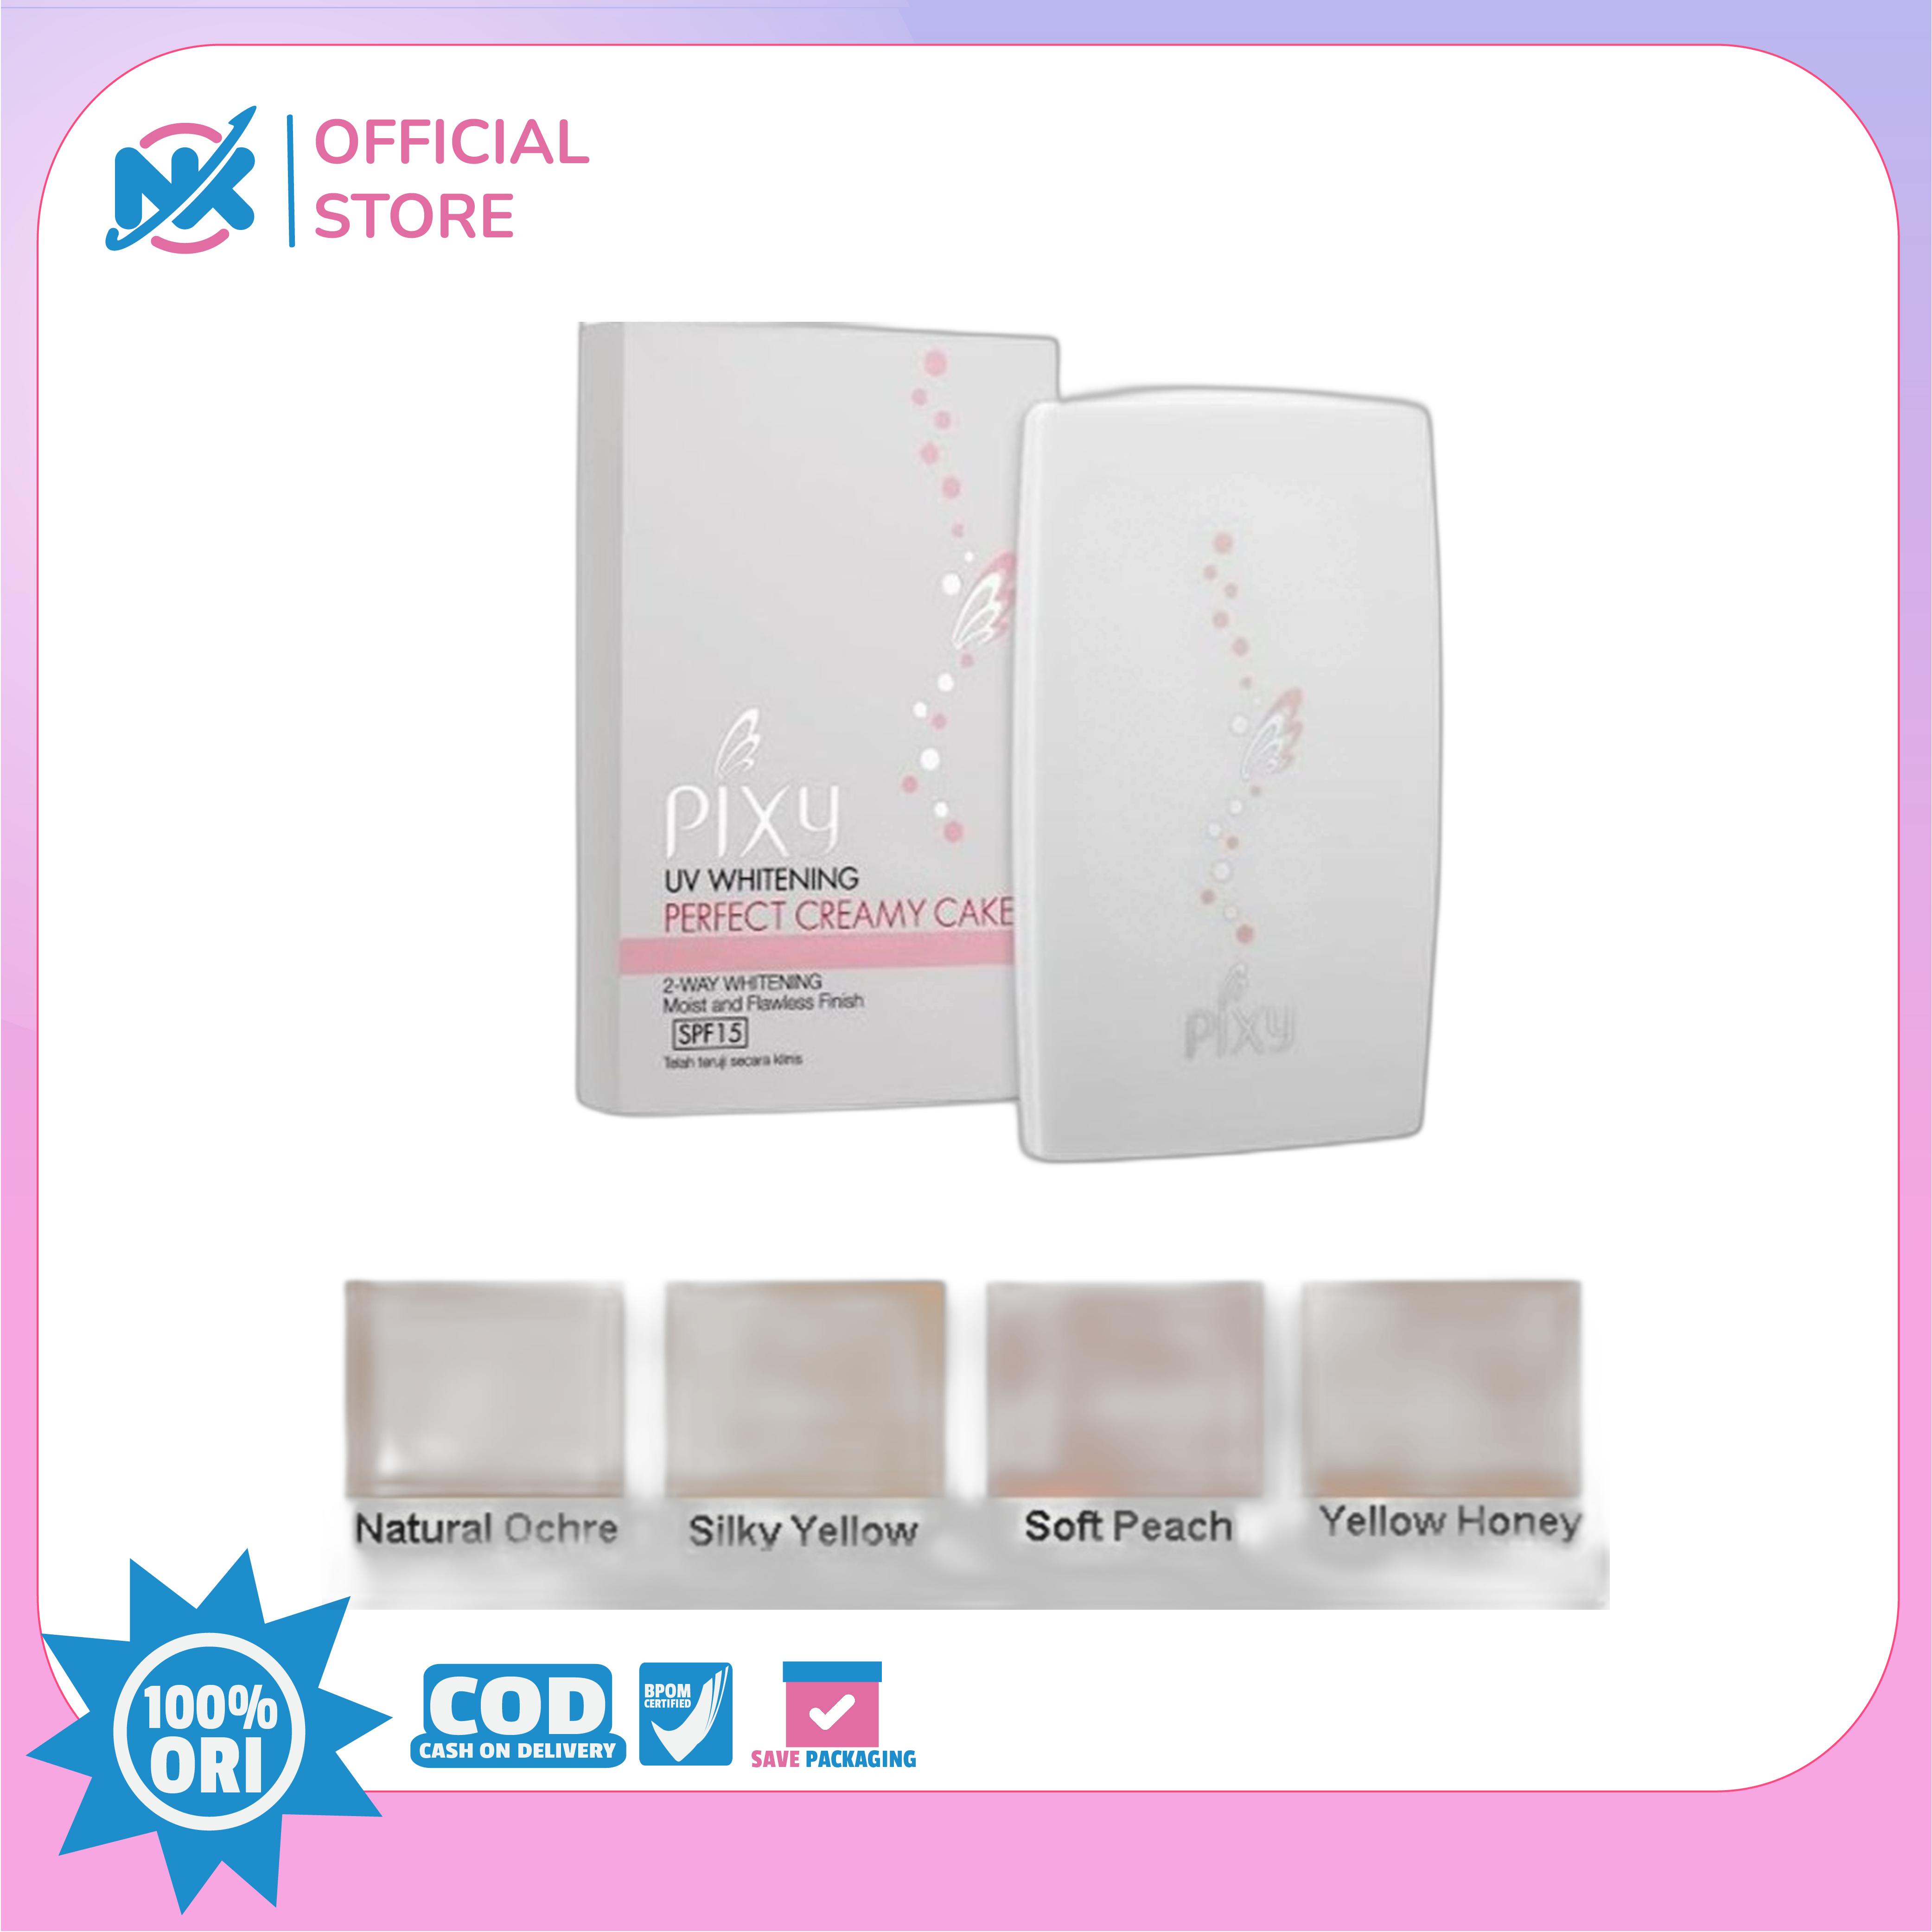 NK
OFFICIAL
STORE
PIXY
UV WHITENING
PERFECT CREAMY CAKE
2-WAY WHITENING
Moist and Flawless Finish
SPF15
Telah teruji secara klinis
PIXY
Natural Ochre
Silky Yellow
Soft Peach
Yellow Honey
100%
ORI
COD
CASH ON DELIVERY
BPOM
CERTIFIED
SAVE PACKAGING